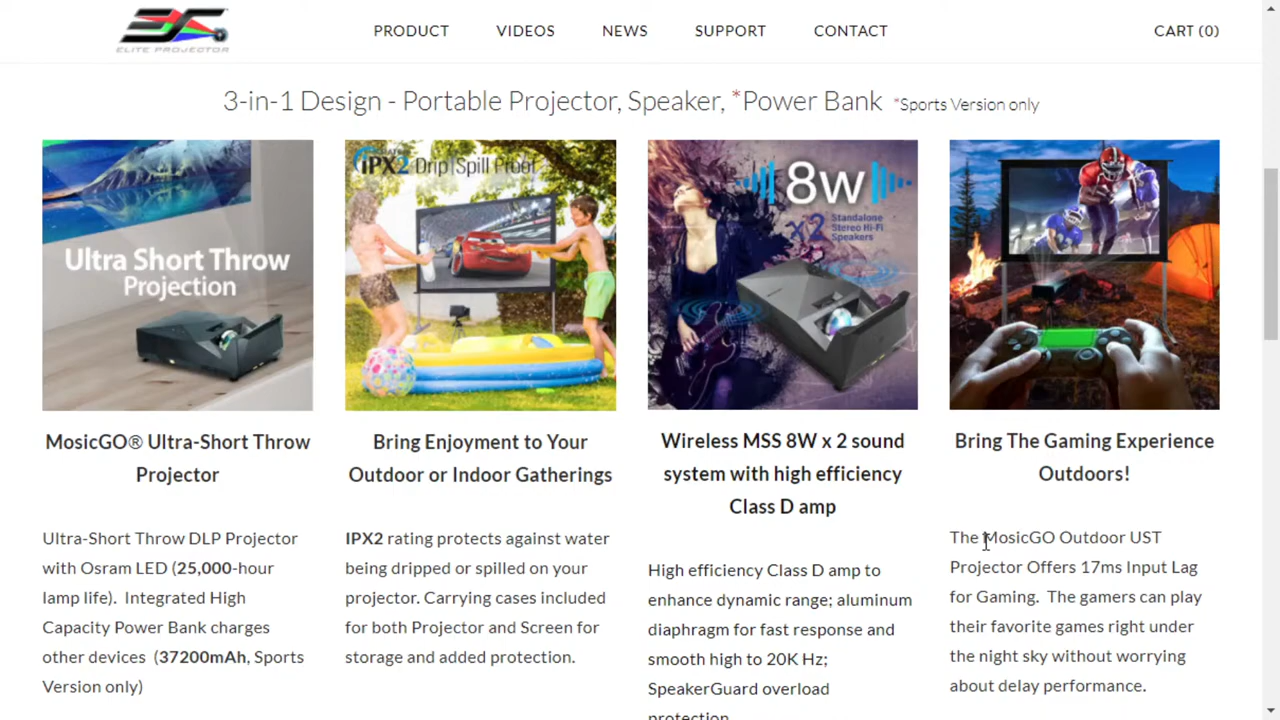 ELITE PROJECTOR
PRODUCT
VIDEOS
NEWS
SUPPORT
CONTACT
CART (0)
3-in-1 Design - Portable Projector, Speaker, *Power Bank *Sports Version only
Ultra Short Throw
Projection
IPX2 Drip|Spill Proof
8w
x2 Standalone
Stereo Hi-Fi
Speakers
MosicGO® Ultra-Short Throw
Projector
Ultra-Short Throw DLP Projector
with Osram LED (25,000-hour
lamp life). Integrated High
Capacity Power Bank charges
other devices (37200mAh, Sports
Version only)
Bring Enjoyment to Your
Outdoor or Indoor Gatherings
IPX2 rating protects against water
being dripped or spilled on your
projector. Carrying cases included
for both Projector and Screen for
storage and added protection.
Wireless MSS 8W x 2 sound
system with high efficiency
Class D amp
High efficiency Class D amp to
enhance dynamic range; aluminum
diaphragm for fast response and
smooth high to 20K Hz;
SpeakerGuard overload
protection
Bring The Gaming Experience
Outdoors!
The MosicGO Outdoor UST
Projector Offers 17ms Input Lag
for Gaming. The gamers can play
their favorite games right under
the night sky without worrying
about delay performance.